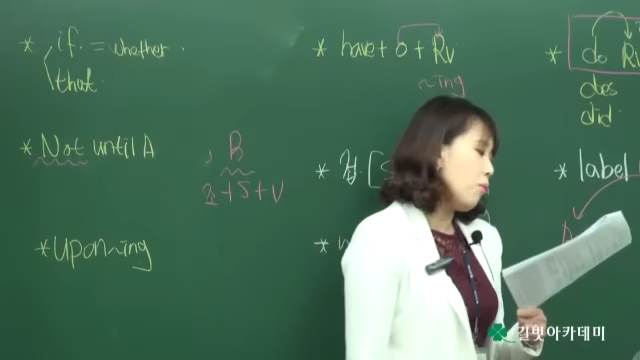 * if. = whether.
that.
* Not until A , B
조+S+V
* Upon ~ing
* have + o + Rv
~ing
*
do Rv
does
did.
* label
A
길벗아카데미